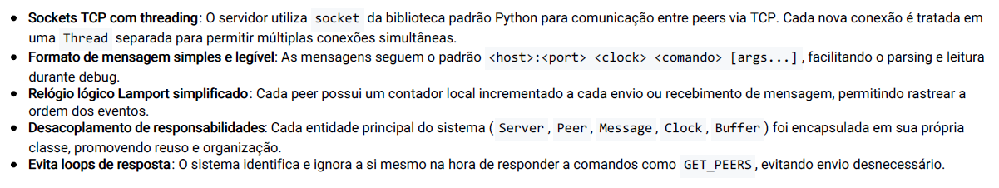 • Sockets TCP com threading: O servidor utiliza socket da biblioteca padrão Python para comunicação entre peers via TCP. Cada nova conexão é tratada em
uma Thread separada para permitir múltiplas conexões simultâneas.
• Formato de mensagem simples e legível: As mensagens seguem o padrão <host>:<port> <clock> <comando> [args...], facilitando o parsing e leitura
durante debug.
• Relógio lógico Lamport simplificado: Cada peer possui um contador local incrementado a cada envio ou recebimento de mensagem, permitindo rastrear a
ordem dos eventos.
• Desacoplamento de responsabilidades: Cada entidade principal do sistema (Server, Peer, Message, Clock, Buffer) foi encapsulada em sua própria
classe, promovendo reuso e organização.
• Evita loops de resposta: O sistema identifica e ignora a si mesmo na hora de responder a comandos como GET_PEERS, evitando envio desnecessário.